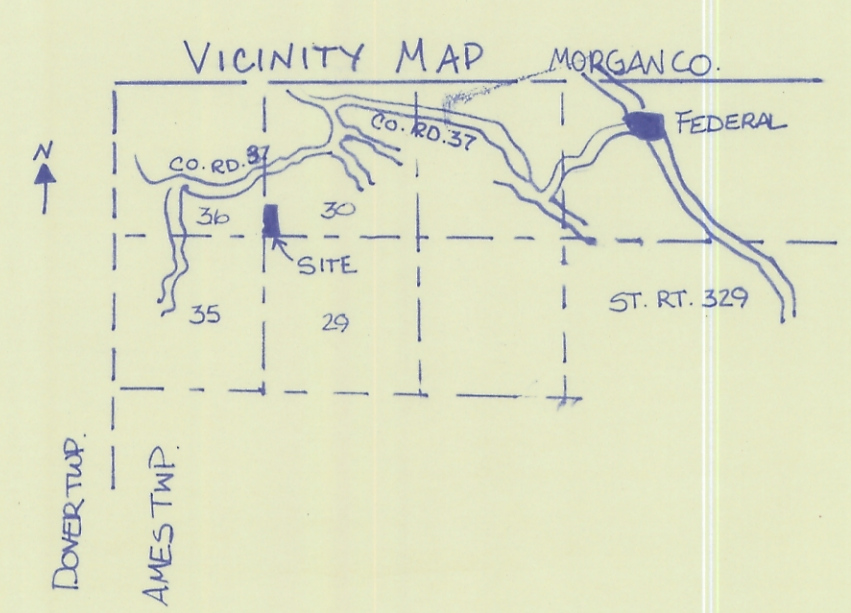 VICINITY MAP
MORGAN CO.
FEDERAL
CO. RD. 37
N
CO. RD. 37
36
30
SITE
ST. RT. 329
35
29
DOVER TWP.
AMES TWP.